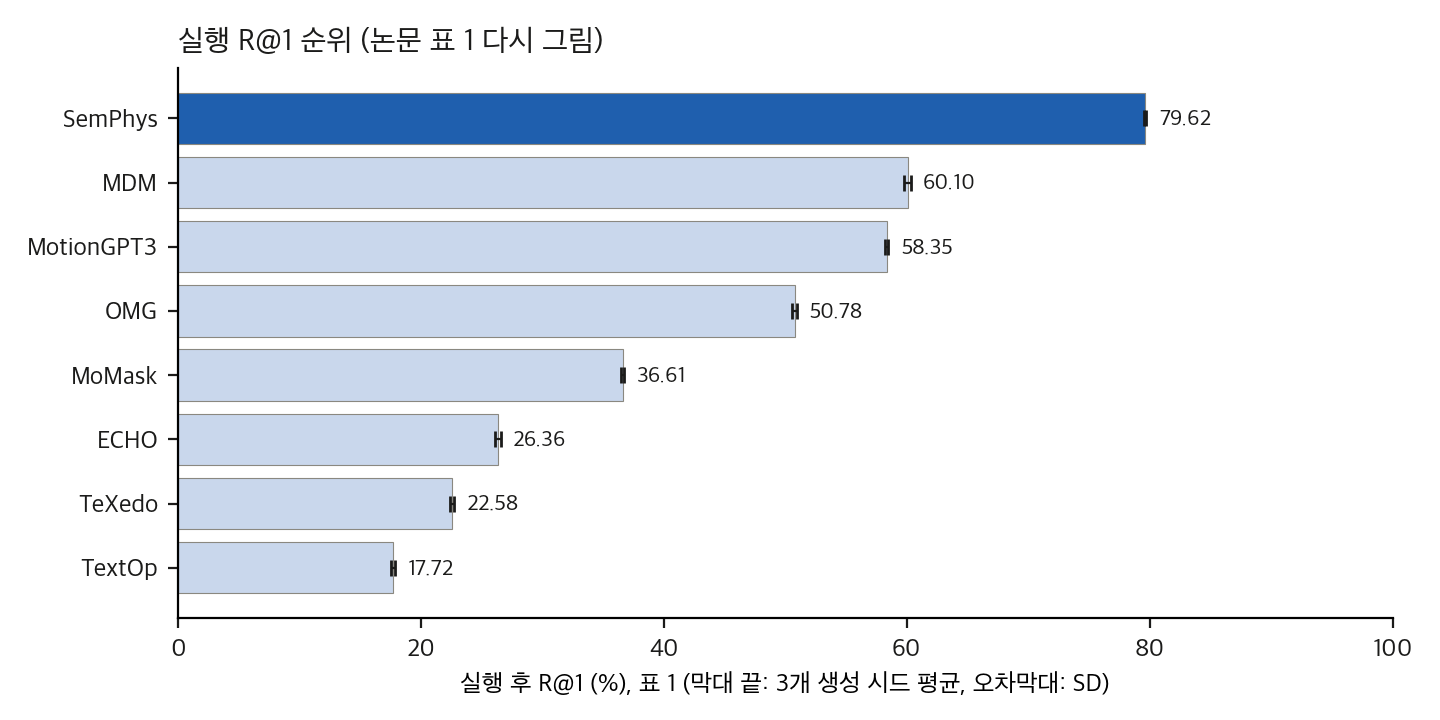 실행 R@1 순위 (논문 표 1 다시 그림)
SemPhys 79.62
MDM 60.10
MotionGPT3 58.35
OMG 50.78
MoMask 36.61
ECHO 26.36
TeXedo 22.58
TextOp 17.72
0 20 40 60 80 100
실행 후 R@1 (%), 표 1 (막대 끝: 3개 생성 시드 평균, 오차막대: SD)